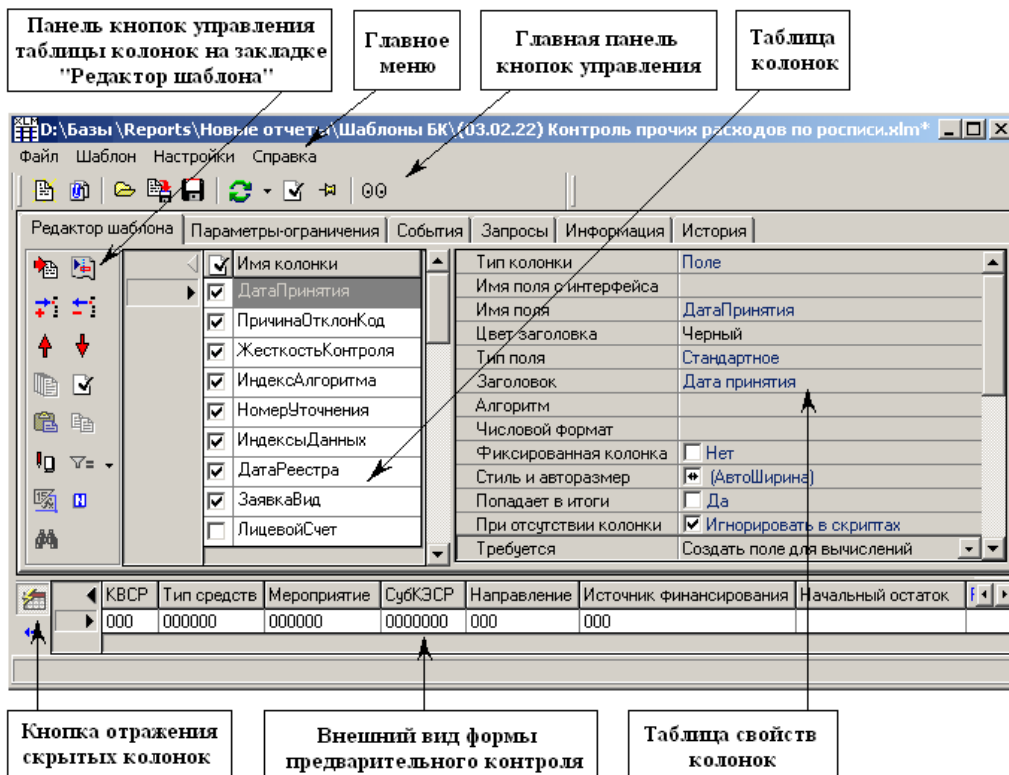 Панель кнопок управления
таблицы колонок на закладке
"Редактор шаблона"
Главное
меню
Главная панель
кнопок управления
Таблица
колонок
D:\Базы \Reports\Новые отчеты\Шаблоны БК\ (03.02.22) Контроль прочих расходов по росписи.xlm*
Файл Шаблон Настройки Справка
Редактор шаблона Параметры-ограничения События Запросы Информация История
Имя колонки
ДатаПринятия
ПричинаОтклонКод
ЖесткостьКонтроля
ИндексАлгоритма
НомерУточнения
ИндексыДанных
ДатаРеестра
ЗаявкаВид
ЛицевойСчет
Тип колонки Поле
Имя поля с интерфейса
Имя поля ДатаПринятия
Цвет заголовка Черный
Тип поля Стандартное
Заголовок Дата принятия
Алгоритм
Числовой формат
Фиксированная колонка Нет
Стиль и авторазмер (АвтоШирина)
Попадает в итоги Да
При отсутствии колонки Игнорировать в скриптах
Требуется Создать поле для вычислений
КВСР Тип средств Мероприятие СубКЭСР Направление Источник финансирования Начальный остаток
000 000000 000000 0000000 000 000
Кнопка отражения
скрытых колонок
Внешний вид формы
предварительного контроля
Таблица свойств
колонок